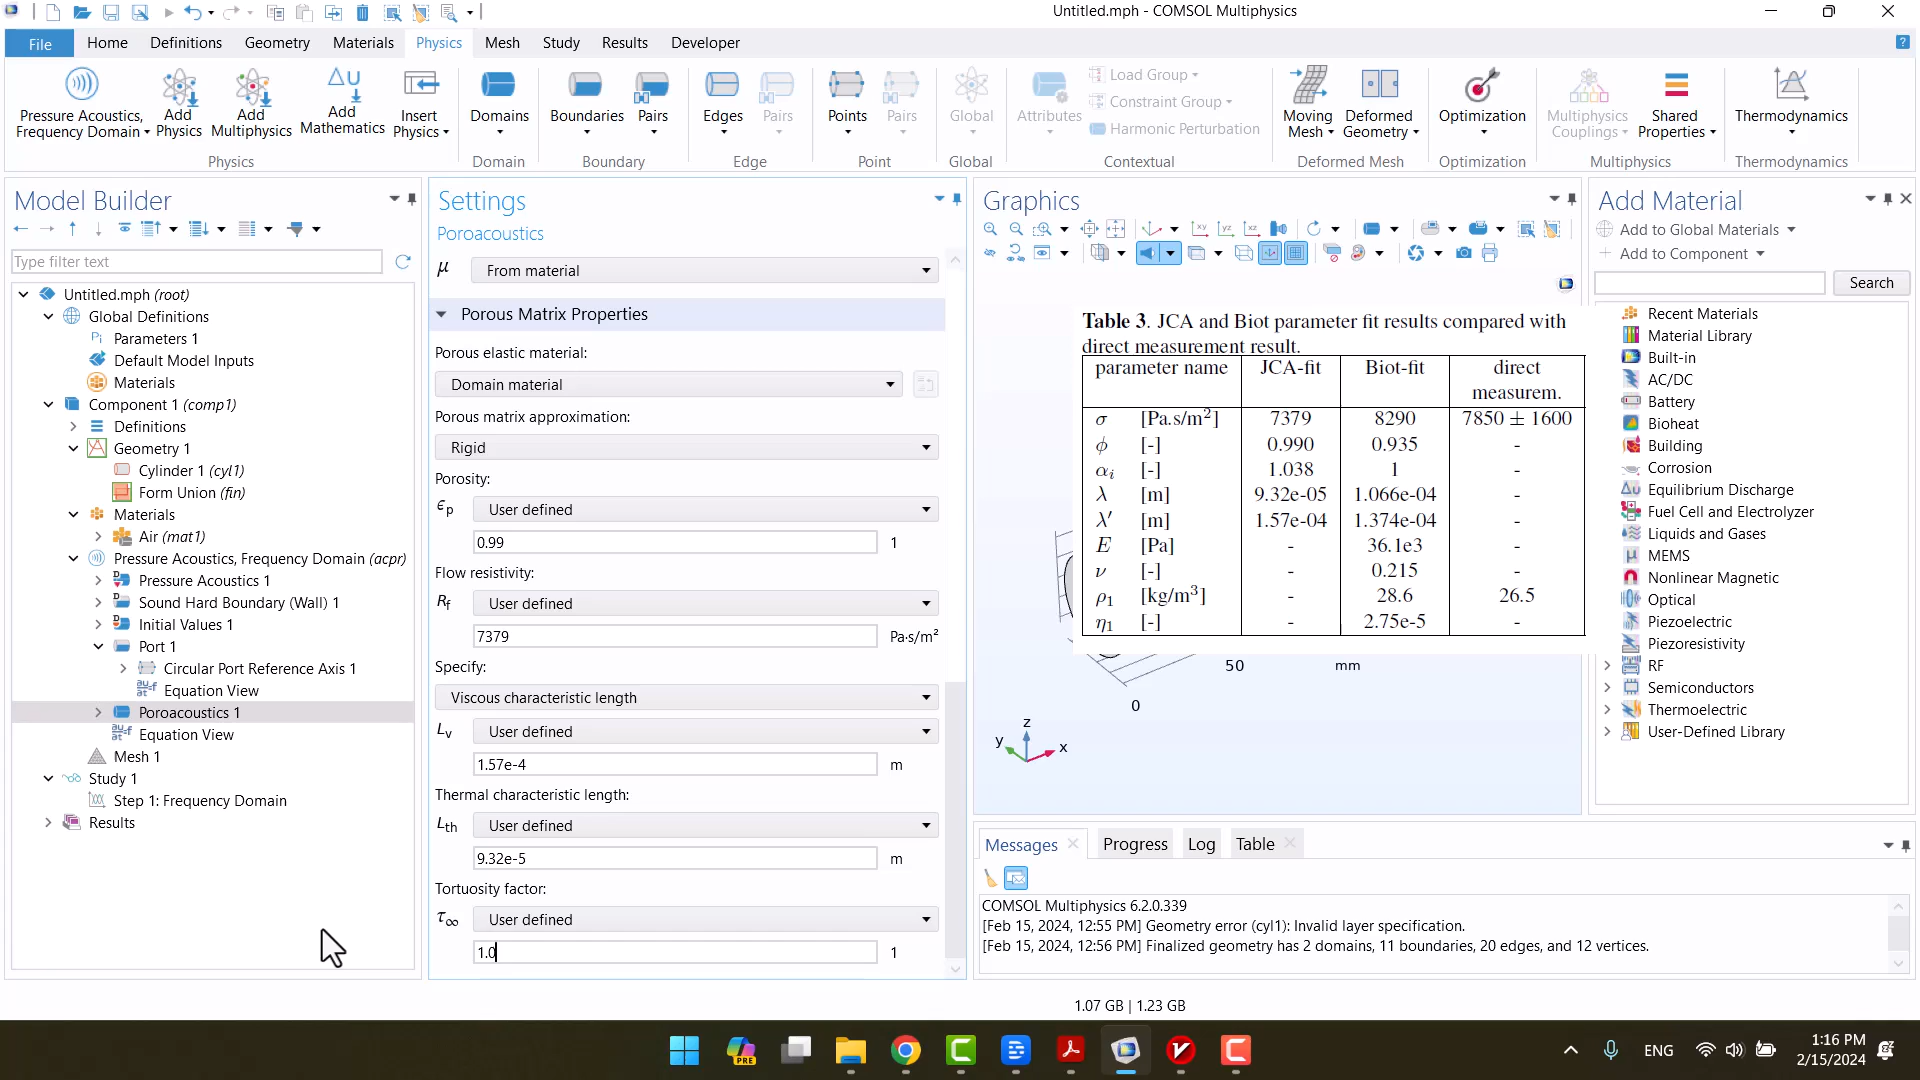 Untitled.mph - COMSOL Multiphysics
File Home Definitions Geometry Materials Physics Mesh Study Results Developer
Pressure Acoustics, Frequency Domain
Add Physics
Add Multiphysics
Add Mathematics
Insert Physics
Domains
Boundaries
Pairs
Edges
Pairs
Points
Pairs
Global
Attributes
Load Group
Constraint Group
Harmonic Perturbation
Moving Mesh
Deformed Geometry
Optimization
Multiphysics Couplings
Shared Properties
Thermodynamics
Physics Domain Boundary Edge Point Global Contextual Deformed Mesh Optimization Multiphysics Thermodynamics
Model Builder
Type filter text
Untitled.mph (root)
Global Definitions
Pi Parameters 1
Default Model Inputs
Materials
Component 1 (comp1)
Definitions
Geometry 1
Cylinder 1 (cyl1)
Form Union (fin)
Materials
Air (mat1)
Pressure Acoustics, Frequency Domain (acpr)
Pressure Acoustics 1
Sound Hard Boundary (Wall) 1
Initial Values 1
Port 1
Circular Port Reference Axis 1
Equation View
Poroacoustics 1
Equation View
Mesh 1
Study 1
Step 1: Frequency Domain
Results
Settings
Poroacoustics
μ From material
Porous Matrix Properties
Porous elastic material:
Domain material
Porous matrix approximation:
Rigid
Porosity:
ϵp User defined
0.99 1
Flow resistivity:
Rf User defined
7379 Pa·s/m²
Specify:
Viscous characteristic length
Lv User defined
1.57e-4 m
Thermal characteristic length:
Lth User defined
9.32e-5 m
Tortuosity factor:
τ∞ User defined
1.0 1
Graphics
Table 3. JCA and Biot parameter fit results compared with
direct measurement result.
parameter name JCA-fit Biot-fit direct measurem.
σ [Pa.s/m²] 7379 8290 7850 ± 1600
ϕ [-] 0.990 0.935 -
αi [-] 1.038 1 -
λ [m] 9.32e-05 1.066e-04 -
λ′ [m] 1.57e-04 1.374e-04 -
E [Pa] - 36.1e3 -
ν [-] - 0.215 -
ρ1 [kg/m³] - 28.6 26.5
η1 [-] - 2.75e-5 -
50 mm
0
z
y x
Add Material
Add to Global Materials
Add to Component
Search
Recent Materials
Material Library
Built-in
AC/DC
Battery
Bioheat
Building
Corrosion
Equilibrium Discharge
Fuel Cell and Electrolyzer
Liquids and Gases
MEMS
Nonlinear Magnetic
Optical
Piezoelectric
Piezoresistivity
RF
Semiconductors
Thermoelectric
User-Defined Library
Messages Progress Log Table
COMSOL Multiphysics 6.2.0.339
[Feb 15, 2024, 12:55 PM] Geometry error (cyl1): Invalid layer specification.
[Feb 15, 2024, 12:56 PM] Finalized geometry has 2 domains, 11 boundaries, 20 edges, and 12 vertices.
1.07 GB | 1.23 GB
PRE
ENG
1:16 PM
2/15/2024